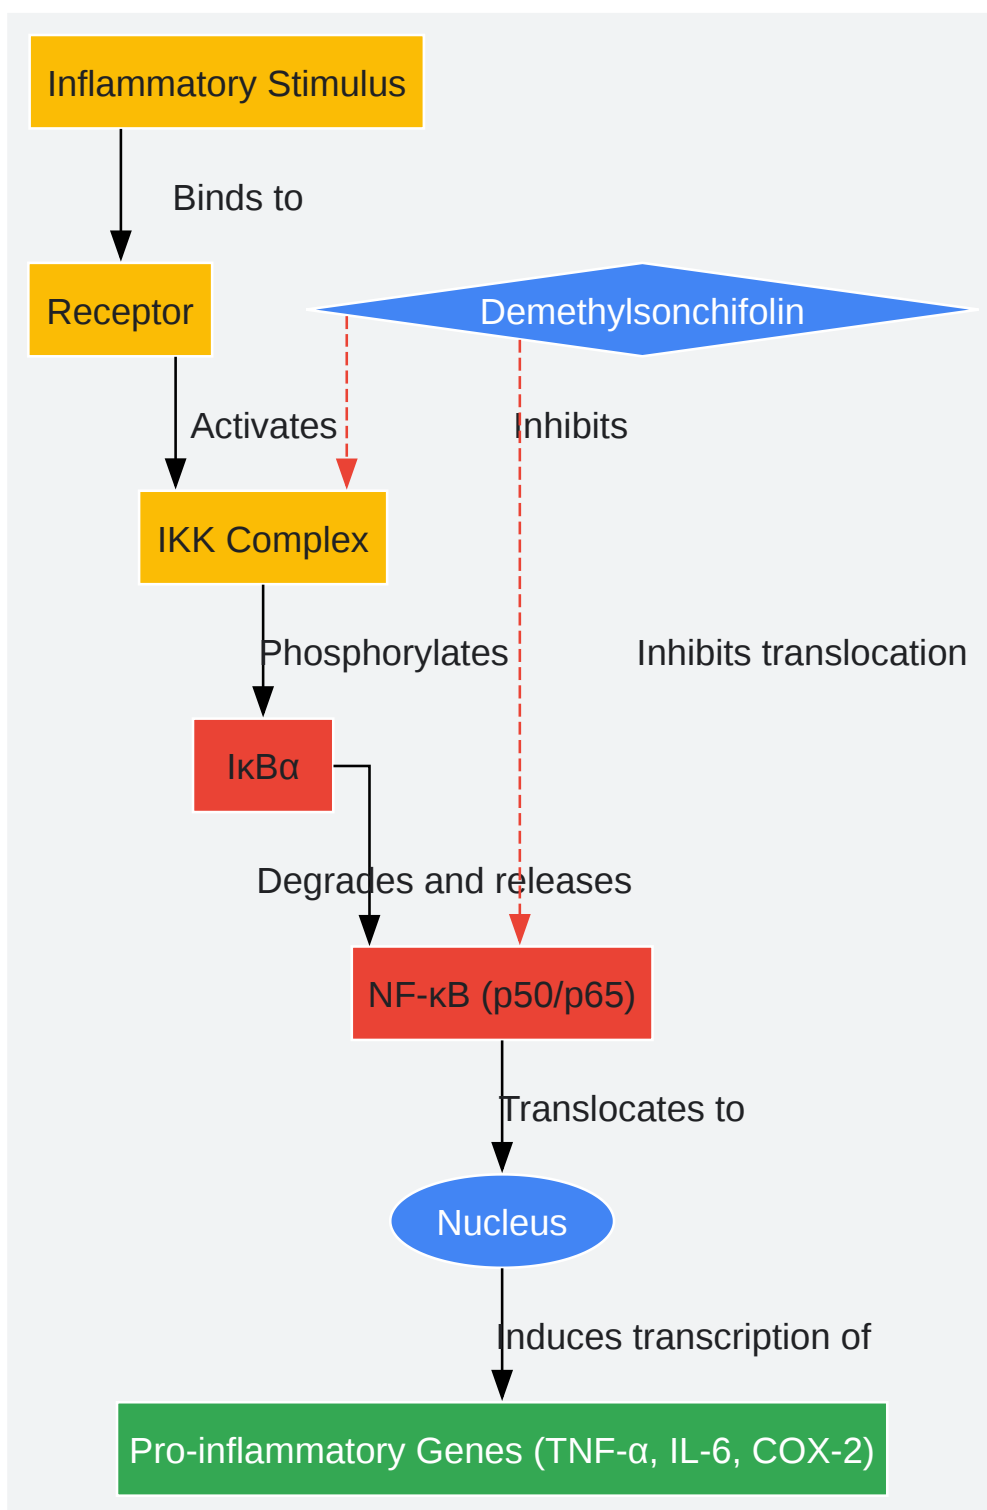 Inflammatory Stimulus
Binds to
Receptor
Demethylsonchifolin
Activates
Inhibits
IKK Complex
Phosphorylates
Inhibits translocation
IκBα
Degrades and releases
NF-κB (p50/p65)
Translocates to
Nucleus
Induces transcription of
Pro-inflammatory Genes (TNF-α, IL-6, COX-2)